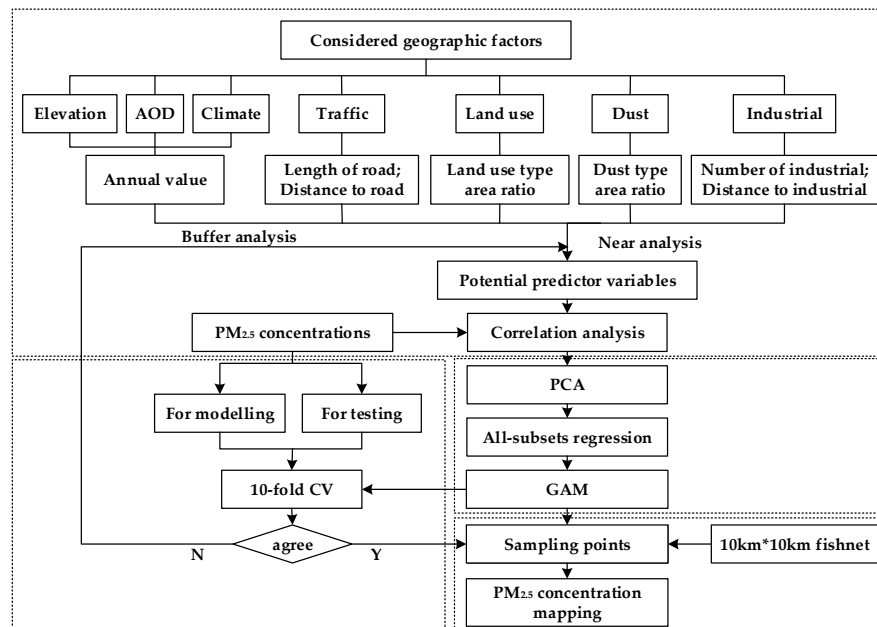 Considered geographic factors
Elevation
AOD
Climate
Traffic
Land use
Dust
Industrial
Annual value
Length of road;
Distance to road
Land use type
area ratio
Dust type
area ratio
Number of industrial;
Distance to industrial
Buffer analysis
Near analysis
Potential predictor variables
PM2.5 concentrations
Correlation analysis
PCA
For modelling
For testing
All-subsets regression
10-fold CV
GAM
N
agree
Y
Sampling points
10km*10km fishnet
PM2.5 concentration
mapping